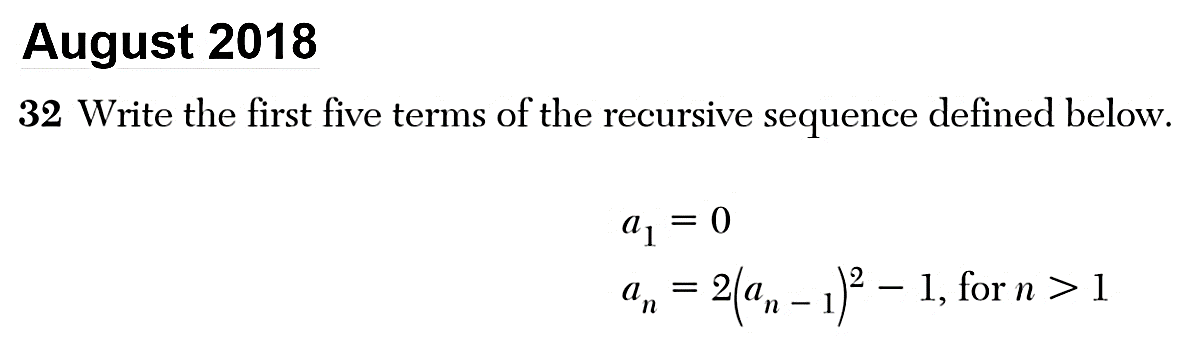 August 2018
32 Write the first five terms of the recursive sequence defined below.
a₁ = 0
aₙ = 2(aₙ ₋ ₁)² − 1, for n > 1